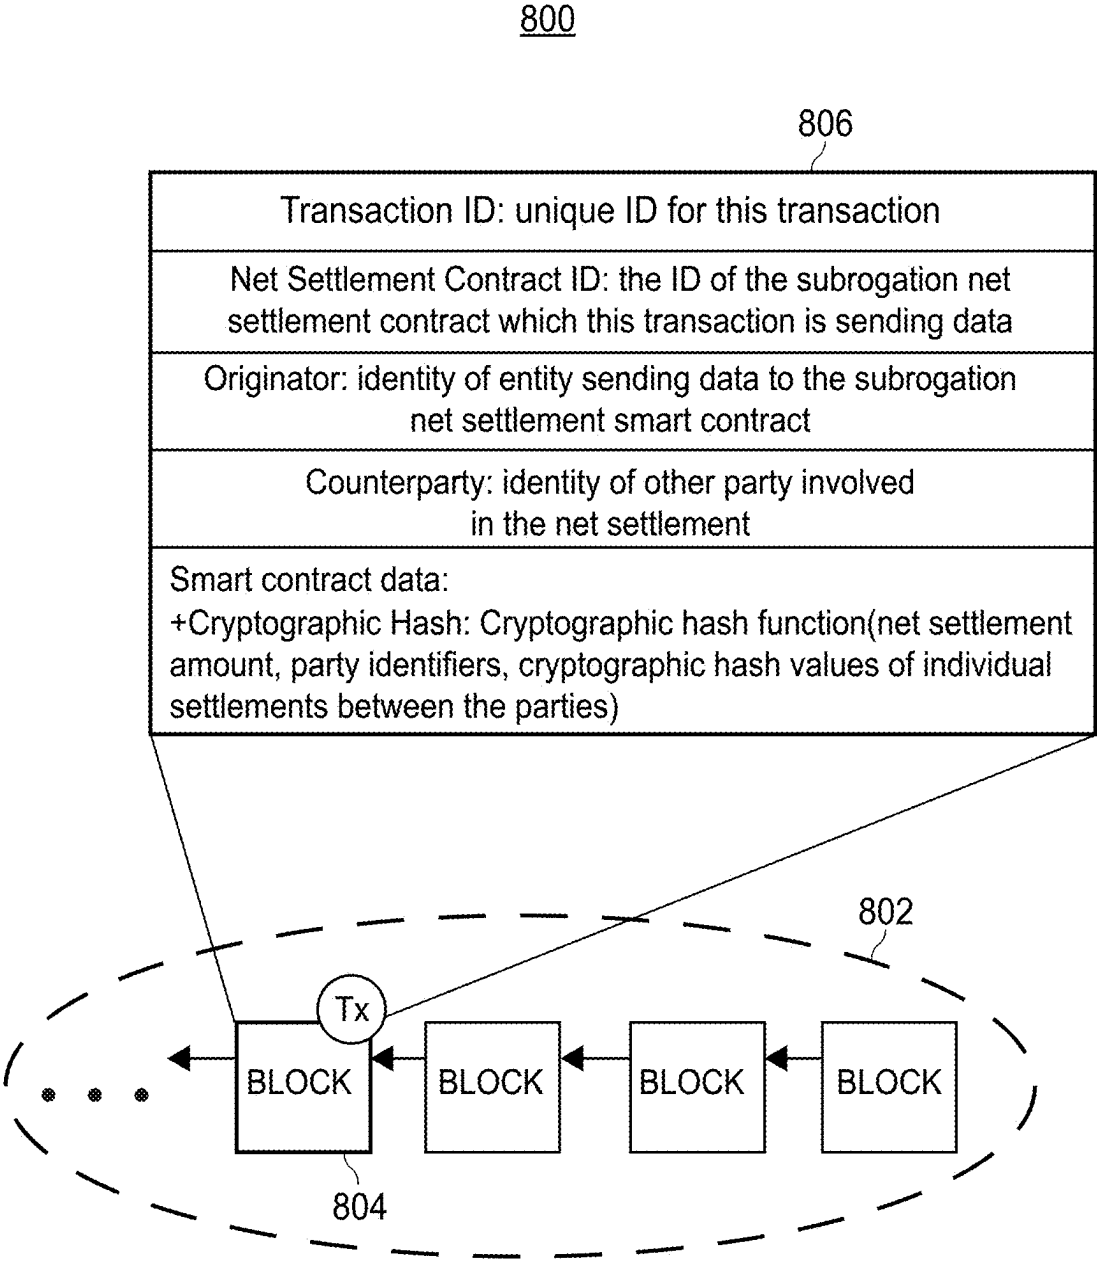 800
806
Transaction ID: unique ID for this transaction
Net Settlement Contract ID: the ID of the subrogation net
settlement contract which this transaction is sending data
Originator: identity of entity sending data to the subrogation
net settlement smart contract
Counterparty: identity of other party involved
in the net settlement
Smart contract data:
+Cryptographic Hash: Cryptographic hash function(net settlement
amount, party identifiers, cryptographic hash values of individual
settlements between the parties)
802
Tx
BLOCK BLOCK BLOCK BLOCK
804